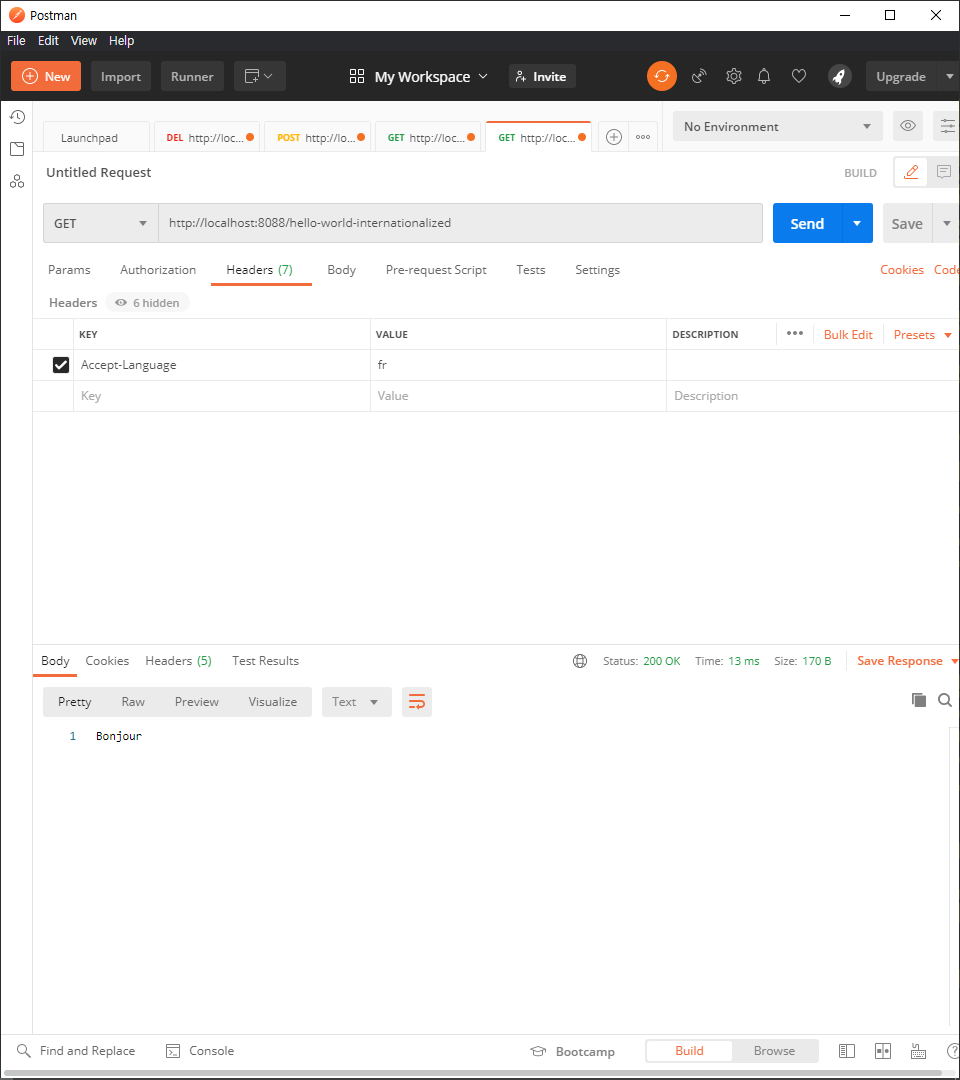 Postman
File Edit View Help
New Import Runner My Workspace Invite Upgrade
Launchpad DEL http://loc... POST http://lo... GET http://loc... GET http://loc... No Environment
Untitled Request BUILD
GET http://localhost:8088/hello-world-internationalized Send Save
Params Authorization Headers (7) Body Pre-request Script Tests Settings Cookies Code
Headers 6 hidden
KEY VALUE DESCRIPTION Bulk Edit Presets
Accept-Language fr
Key Value Description
Body Cookies Headers (5) Test Results Status: 200 OK Time: 13 ms Size: 170 B Save Response
Pretty Raw Preview Visualize Text
1 Bonjour
Find and Replace Console Bootcamp Build Browse